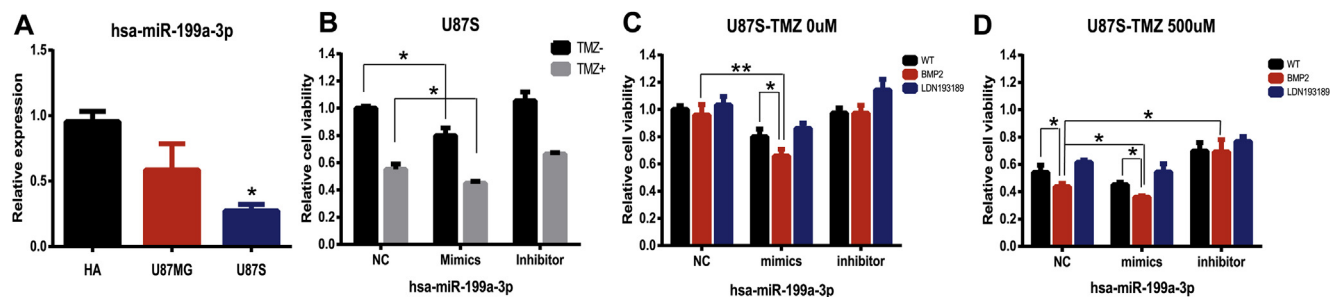 A
hsa-miR-199a-3p
Relative expression
1.5
1.0
0.5
0.0
*
HA
U87MG
U87S
B
U87S
TMZ-
TMZ+
Relative cell viability
1.4
1.2
1.0
0.8
0.6
0.4
0.2
0.0
*
*
NC
Mimics
Inhibitor
hsa-miR-199a-3p
C
U87S-TMZ 0uM
WT
BMP2
LDN193189
Relative cell viability
1.4
1.2
1.0
0.8
0.6
0.4
0.2
0.0
**
*
NC
mimics
inhibitor
hsa-miR-199a-3p
D
U87S-TMZ 500uM
WT
BMP2
LDN193189
Relative cell viability
1.4
1.2
1.0
0.8
0.6
0.4
0.2
0.0
*
*
*
*
NC
mimics
inhibitor
hsa-miR-199a-3p